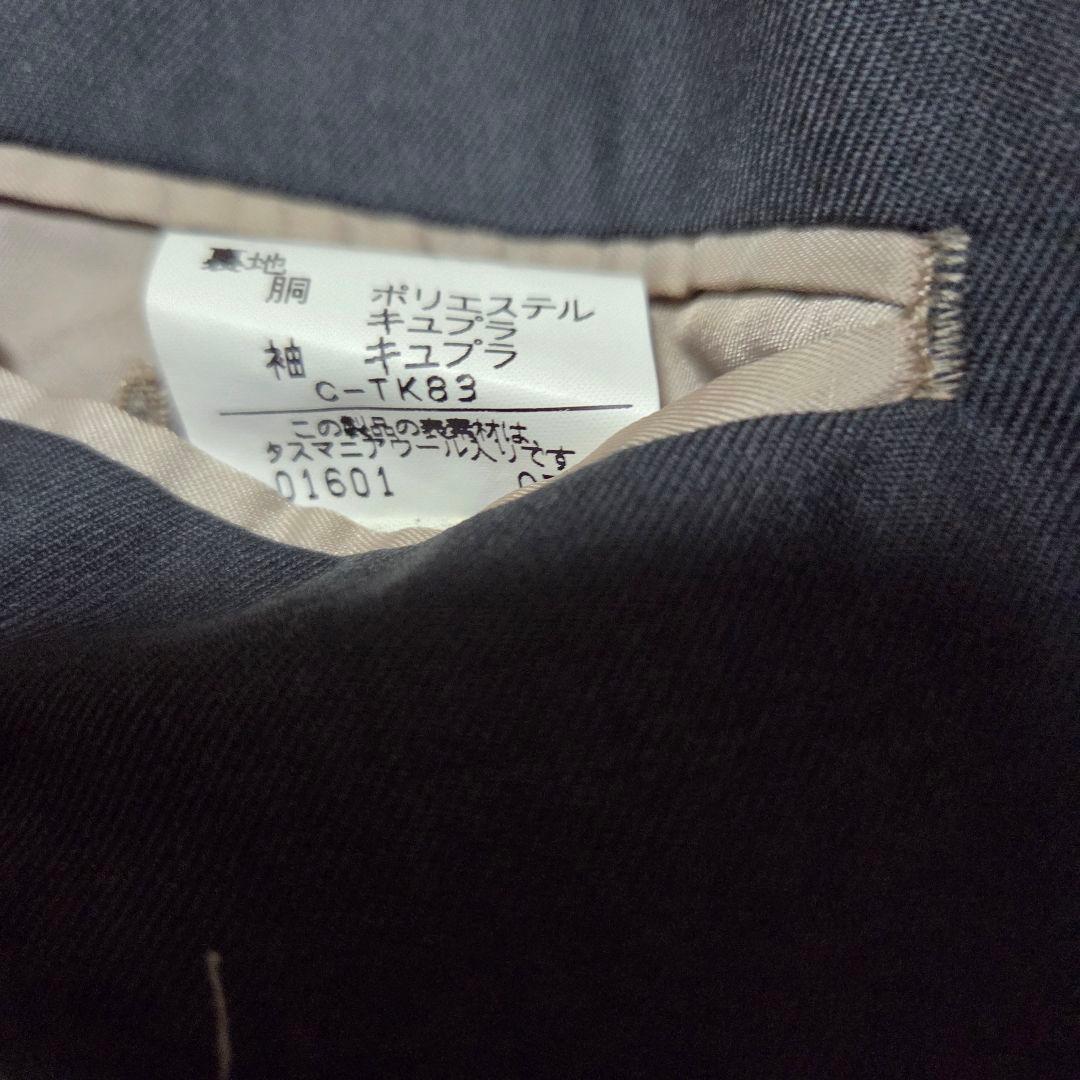 裏地
胴 ポリエステル
キュプラ
袖 キュプラ
C-TK83
この製品の表素材は、
タスマニアウール入りです
01601